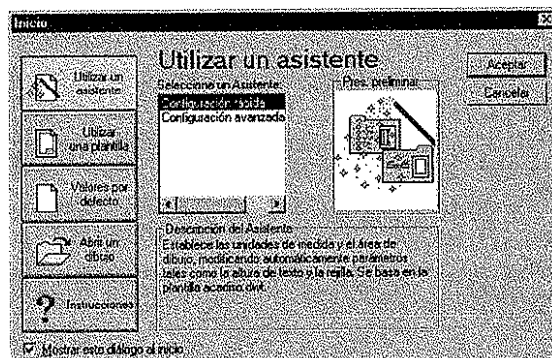 Inicio
Utilizar un asistente
Utilizar un
asistente
Utilizar
una plantilla
Valores por
defecto
Abrir un
dibujo
Instrucciones
Selecciona un Asistente:
Configuración rápida
Configuración avanzada
Pres. preliminar
Aceptar
Cancelar
Descripción del Asistente
Establece las unidades de medida y el área de
dibujo, modificando automáticamente parámetros
tales como la altura de texto y la rejilla. Se basa en la
plantilla acadiso.dwt.
Mostrar este diálogo al inicio